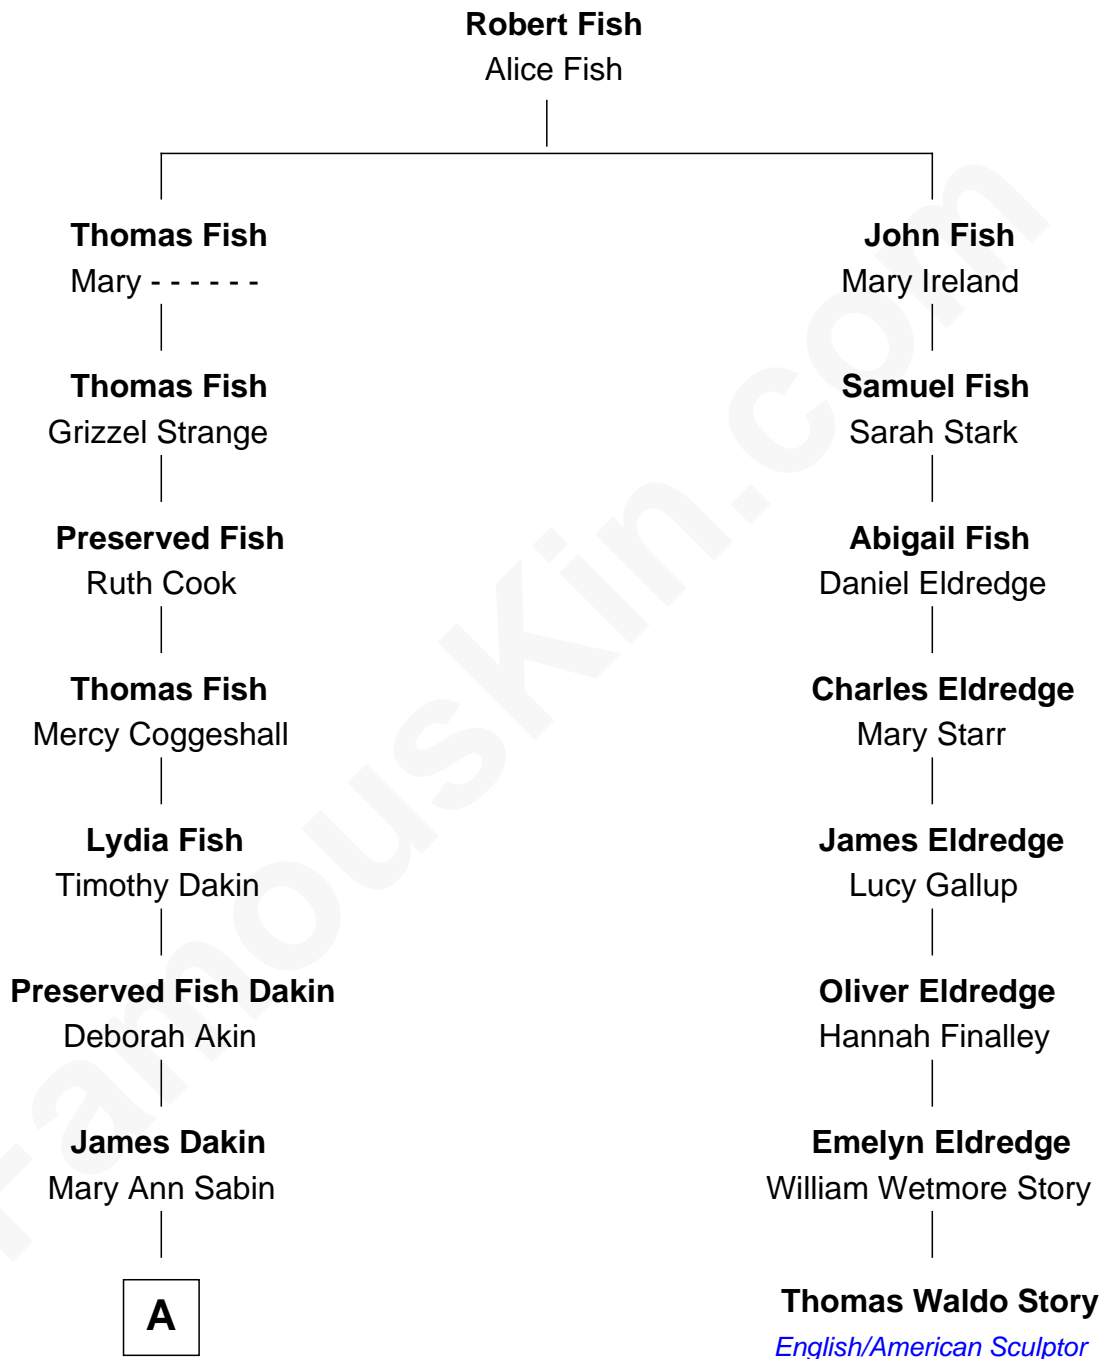 Robert Fish
Alice Fish
Thomas Fish
Mary - - - - - -
John Fish
Mary Ireland
Thomas Fish
Grizzel Strange
Samuel Fish
Sarah Stark
Preserved Fish
Ruth Cook
Abigail Fish
Daniel Eldredge
Thomas Fish
Mercy Coggeshall
Charles Eldredge
Mary Starr
Lydia Fish
Timothy Dakin
James Eldredge
Lucy Gallup
Preserved Fish Dakin
Deborah Akin
Oliver Eldredge
Hannah Finalley
James Dakin
Mary Ann Sabin
Emelyn Eldredge
William Wetmore Story
A
Thomas Waldo Story
English/American Sculptor
FamousKin.com